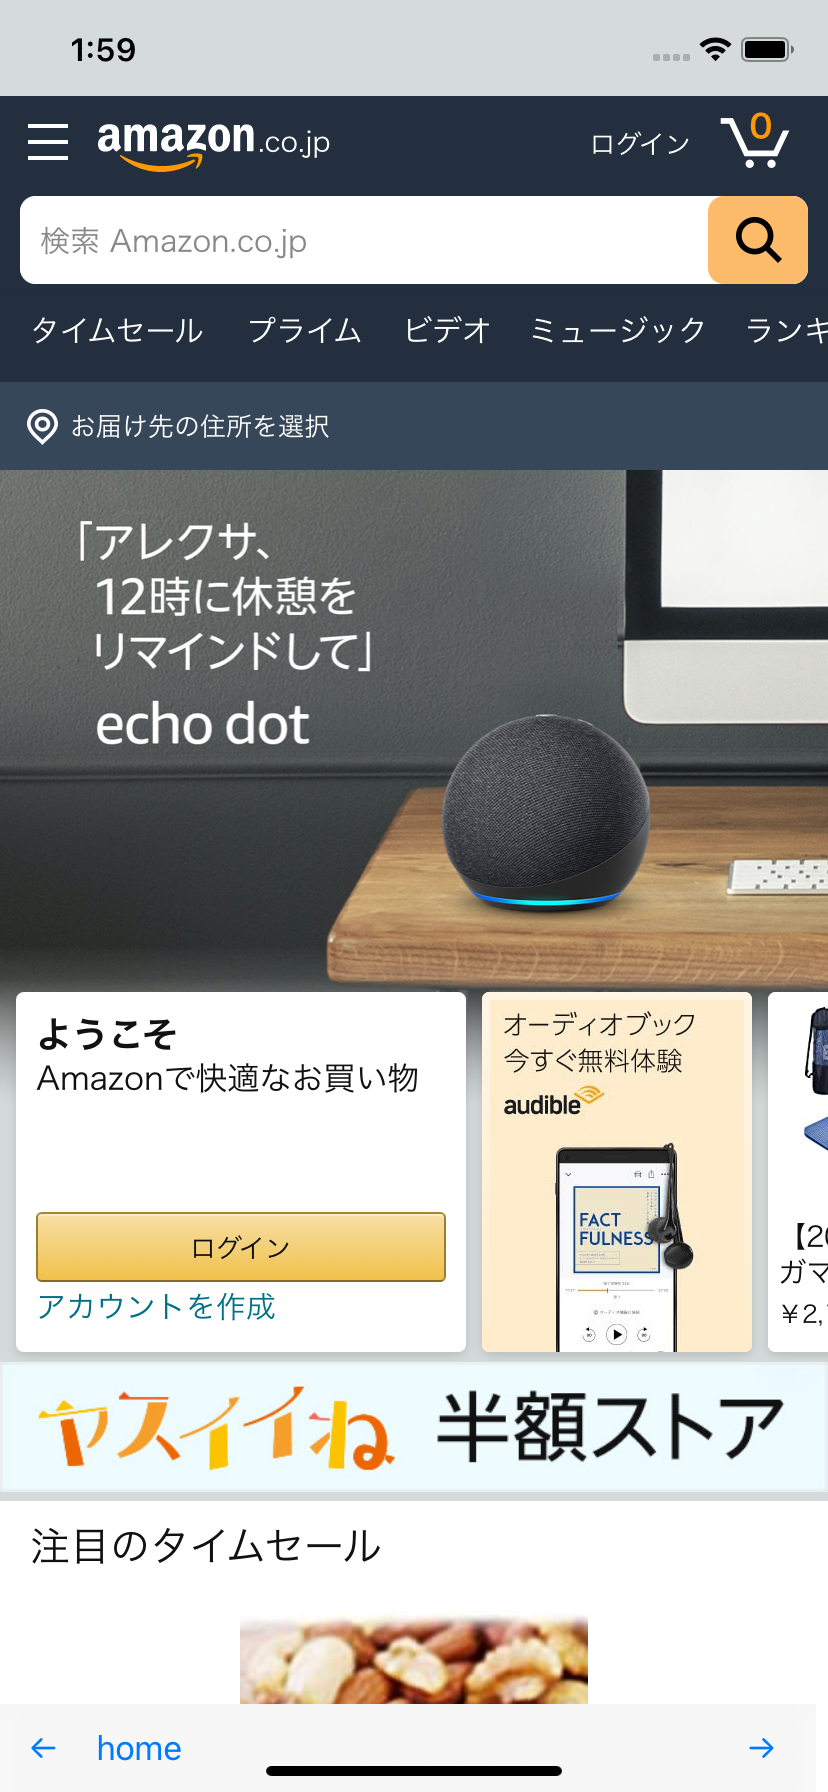 1:59
amazon.co.jp
ログイン
0
検索 Amazon.co.jp
タイムセール プライム ビデオ ミュージック ランキ
お届け先の住所を選択
「アレクサ、
12時に休憩を
リマインドして」
echo dot
ようこそ
Amazonで快適なお買い物
ログイン
アカウントを作成
オーディオブック
今すぐ無料体験
audible
FACT
FULNESS
【20
ガマ
￥2,
ヤスイイね 半額ストア
注目のタイムセール
home